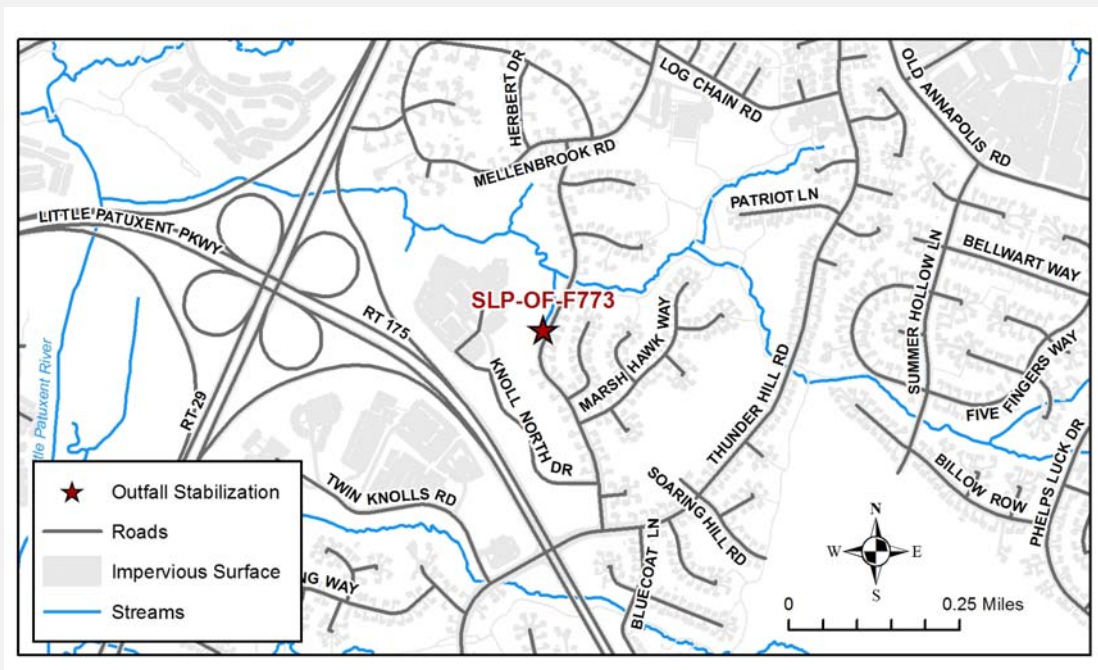 OLD ANNAPOLIS RD
LOG CHAIN RD
HERBERT DR
MELLENBROOK RD
PATRIOT LN
LITTLE PATUXENT PKWY
BELLWART WAY
SUMMER HOLLOW LN
SLP-OF-F773
RT 175
MARSH HAWK WAY
KNOLL NORTH DR
THUNDER HILL RD
FIVE FINGERS WAY
RT-29
Patuxent River
BILLOW ROW
PHELPS LUCK DR
TWIN KNOLLS RD
SOARING HILL RD
BLUECOAT LN
WAY
Outfall Stabilization
Roads
Impervious Surface
Streams
N
W E
S
0 0.25 Miles